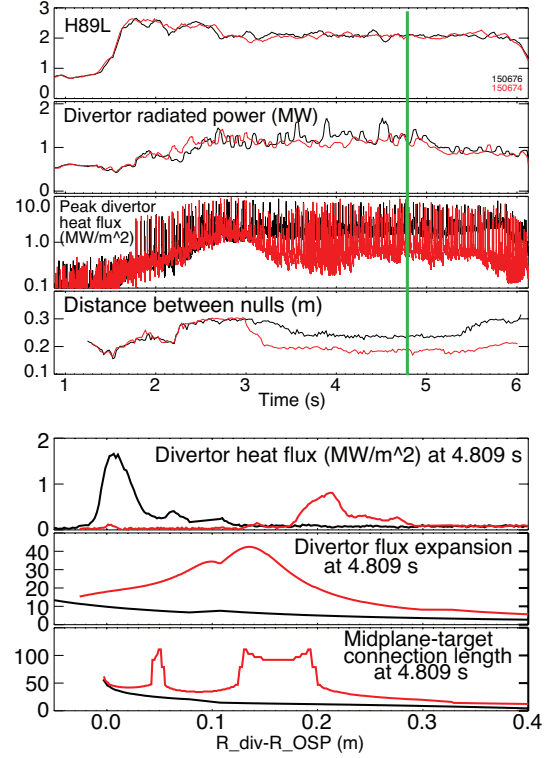 H89L
3
2
1
0
150676
150674
Divertor radiated power (MW)
2
1
0
Peak divertor
heat flux
(MW/m^2)
10.0
1.0
0.1
Distance between nulls (m)
0.3
0.2
0.1
1 2 3 4 5 6
Time (s)
Divertor heat flux (MW/m^2) at 4.809 s
2
1
0
Divertor flux expansion
at 4.809 s
40
30
20
10
0
Midplane-target
connection length
at 4.809 s
100
50
0
0.0 0.1 0.2 0.3 0.4
R_div-R_OSP (m)